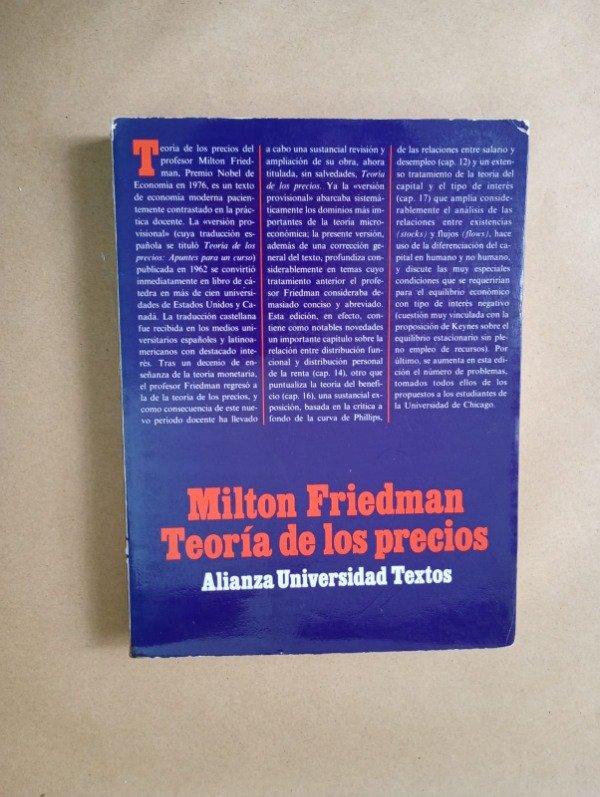 Teoría de los precios del
profesor Milton Fried-
man, Premio Nobel de
Economía en 1976, es un texto
de economía moderna pacien-
temente contrastado en la prác-
tica docente. La «versión pro-
visional» (cuya traducción es-
pañola se tituló Teoría de los
precios: Apuntes para un curso)
publicada en 1962 se convirtió
inmediatamente en libro de cá-
tedra en más de cien universi-
dades de Estados Unidos y Ca-
nadá. La traducción castellana
fue recibida en los medios uni-
versitarios españoles y latinoa-
mericanos con destacado inte-
rés. Tras un decenio de en-
señanza de la teoría monetaria,
el profesor Friedman regresó a
la de la teoría de los precios, y
como consecuencia de este nue-
vo período docente ha llevado
a cabo una sustancial revisión y
ampliación de su obra, ahora
titulada, sin salvedades, Teoría
de los precios. Ya la «versión
provisional» abarcaba sistemá-
ticamente los dominios más im-
portantes de la teoría micro-
económica; la presente versión,
además de una corrección gene-
ral del texto, profundiza con-
siderablemente en temas cuyo
tratamiento anterior el profe-
sor Friedman consideraba de-
masiado conciso y abreviado.
Esta edición, en efecto, con-
tiene como notables novedades
un importante capítulo sobre la
relación entre distribución fun-
cional y distribución personal
de la renta (cap. 14), otro que
puntualiza la teoría del benefi-
cio (cap. 16), una sustancial ex-
posición, basada en la crítica a
fondo de la curva de Phillips,
de las relaciones entre salario y
desempleo (cap. 12) y un exten-
so tratamiento de la teoría del
capital y el tipo de interés
(cap. 17) que amplía conside-
rablemente el análisis de las
relaciones entre existencias
(stocks) y flujos (flows), hace
uso de la diferenciación del ca-
pital en humano y no humano,
y discute las muy especiales
condiciones que se requerirían
para el equilibrio económico
con tipo de interés negativo
(cuestión muy vinculada con la
proposición de Keynes sobre el
equilibrio estacionario sin ple-
no empleo de recursos). Por
último, se aumenta en esta edi-
ción el número de problemas,
tomados todos ellos de los
propuestos a los estudiantes de
la Universidad de Chicago.
Milton Friedman
Teoría de los precios
Alianza Universidad Textos